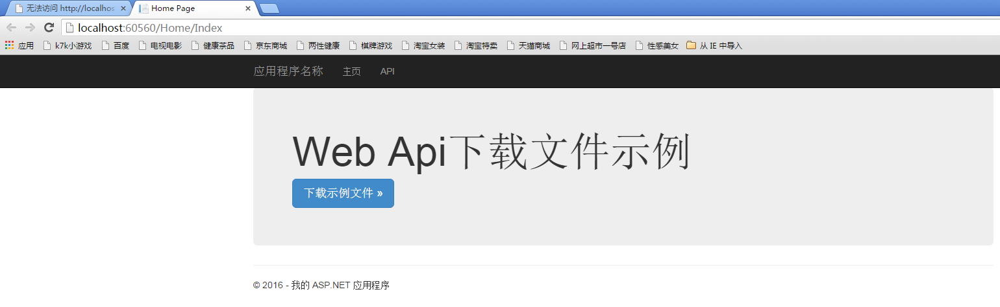 无法访问 http://localhos
Home Page
localhost:60560/Home/Index
应用 k7k小游戏 百度 电视电影 健康茶品 京东商城 两性健康 棋牌游戏 淘宝女装 淘宝特卖 天猫商城 网上超市一号店 性感美女 从 IE 中导入
应用程序名称 主页 API
Web Api下载文件示例
下载示例文件 »
© 2016 - 我的 ASP.NET 应用程序